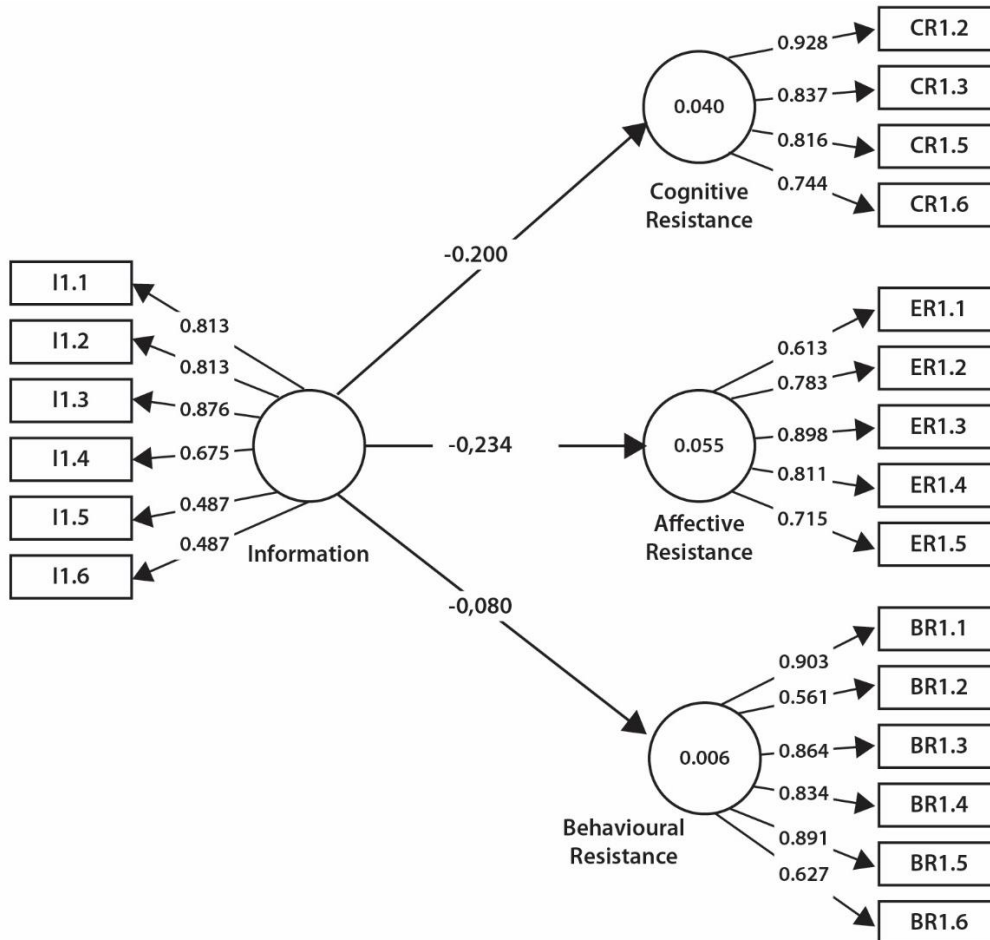 CR1.2
0.928
CR1.3
0.837
0.040
CR1.5
0.816
CR1.6
0.744
Cognitive
Resistance
-0.200
I1.1
0.813
I1.2
0.813
I1.3
0.876
I1.4
0.675
I1.5
0.487
I1.6
0.487
Information
-0,234
ER1.1
0.613
ER1.2
0.783
ER1.3
0.898
0.055
ER1.4
0.811
ER1.5
0.715
Affective
Resistance
-0,080
BR1.1
0.903
BR1.2
0.561
BR1.3
0.864
0.006
BR1.4
0.834
BR1.5
0.891
BR1.6
0.627
Behavioural
Resistance